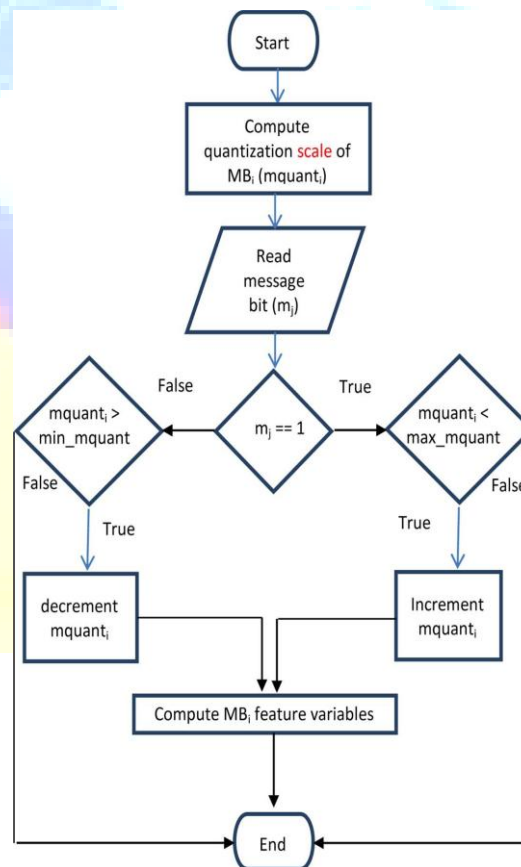 Start
Compute
quantization scale of
MBᵢ (mquantᵢ)
Read
message
bit (mⱼ)
False
True
mquantᵢ >
min_mquant
mⱼ == 1
mquantᵢ <
max_mquant
False
False
True
True
decrement
mquantᵢ
Increment
mquantᵢ
Compute MBᵢ feature variables
End